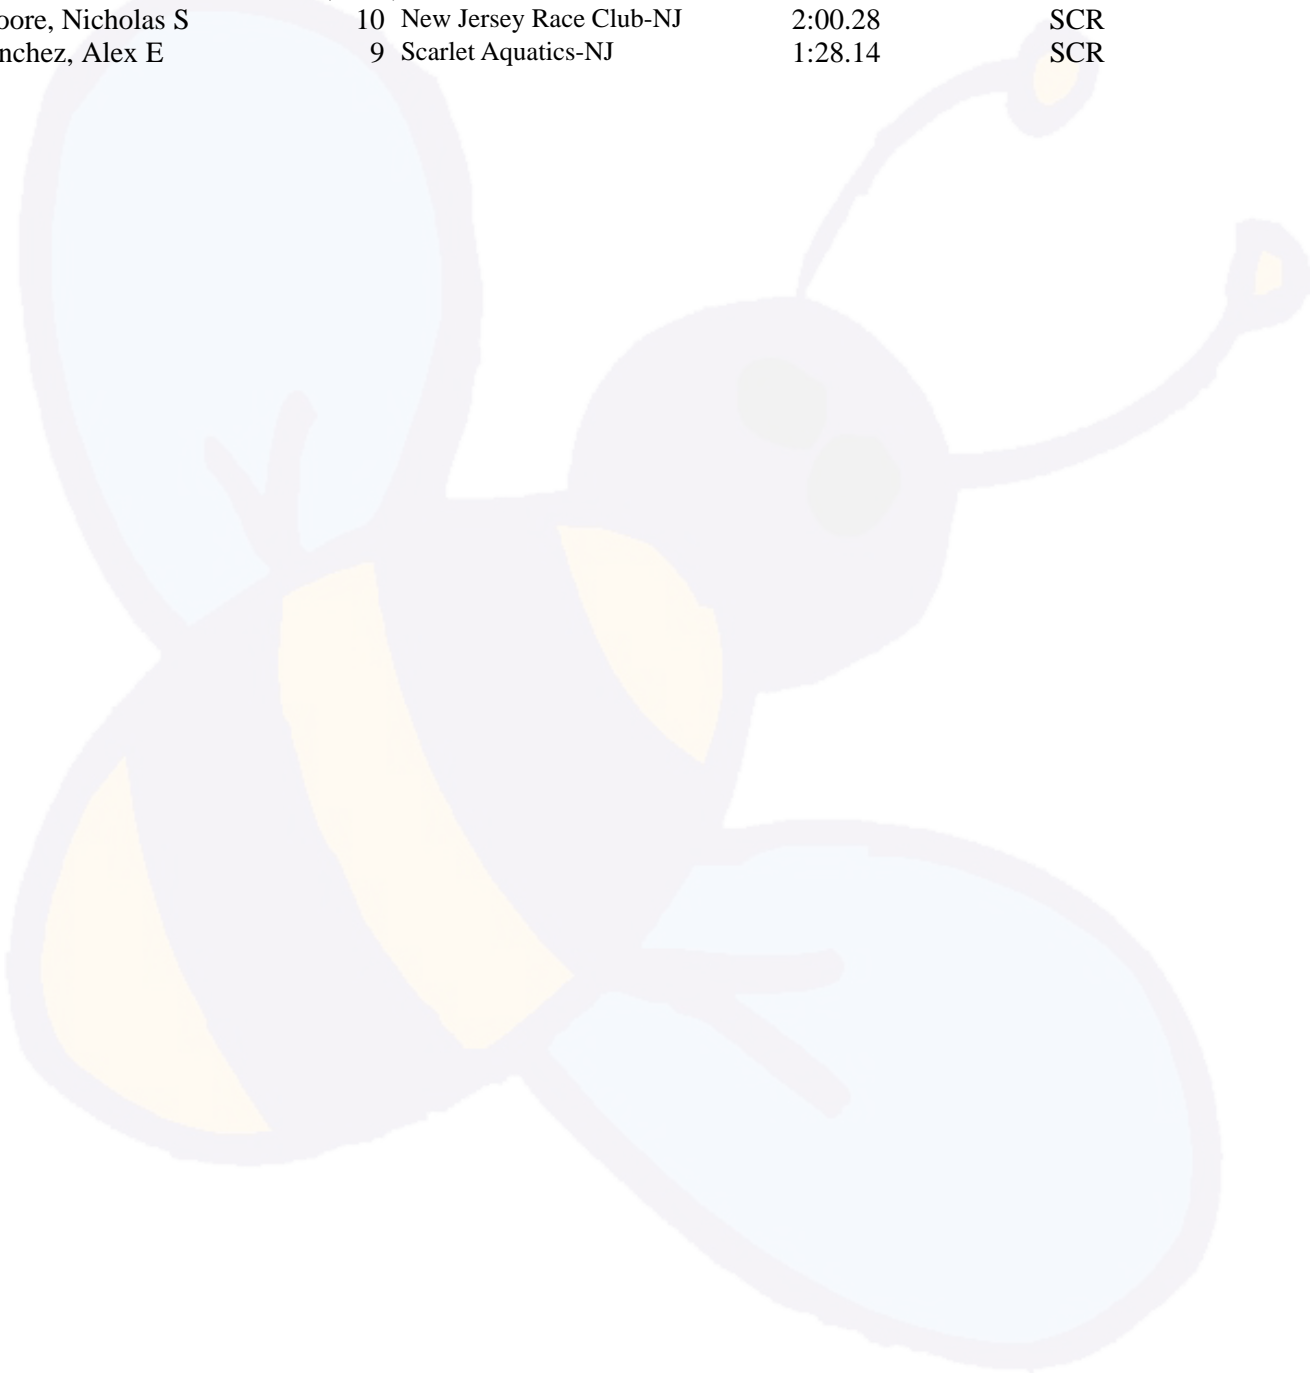 oore, Nicholas S 10 New Jersey Race Club-NJ 2:00.28 SCR
nchez, Alex E 9 Scarlet Aquatics-NJ 1:28.14 SCR